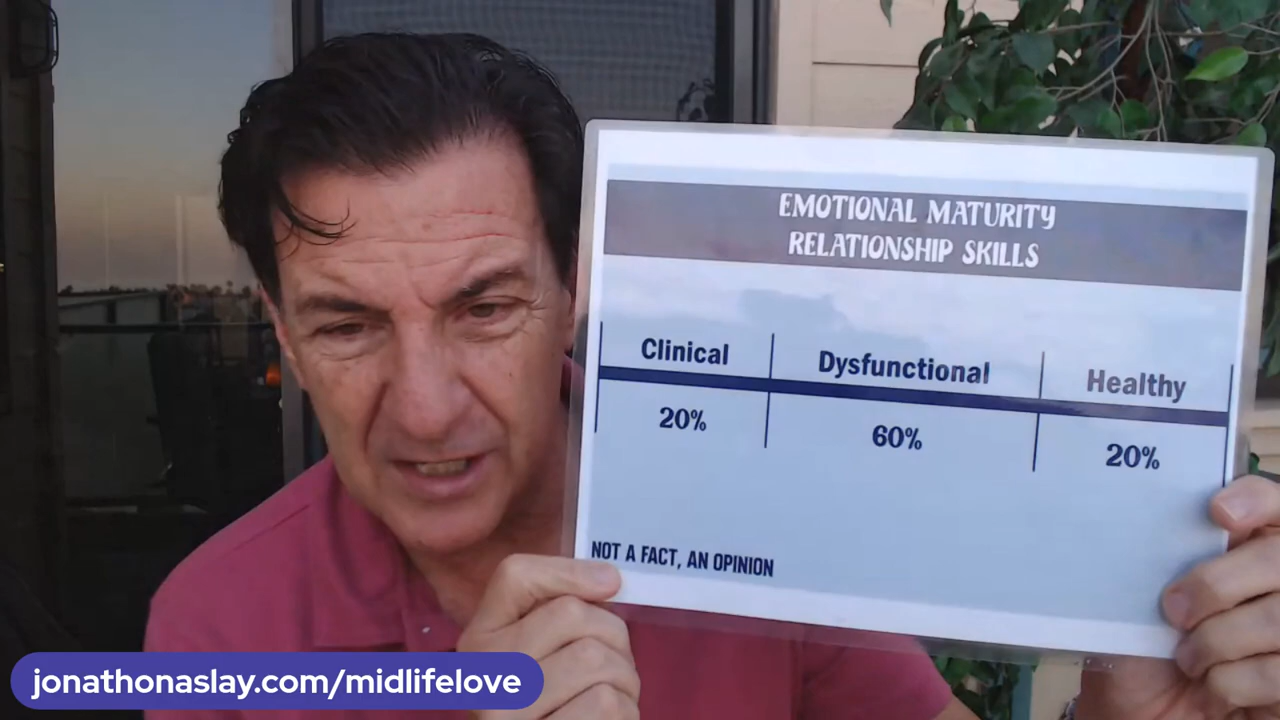 EMOTIONAL MATURITY
RELATIONSHIP SKILLS
Clinical Dysfunctional Healthy
20% 60% 20%
NOT A FACT, AN OPINION
jonathonaslay.com/midlifelove